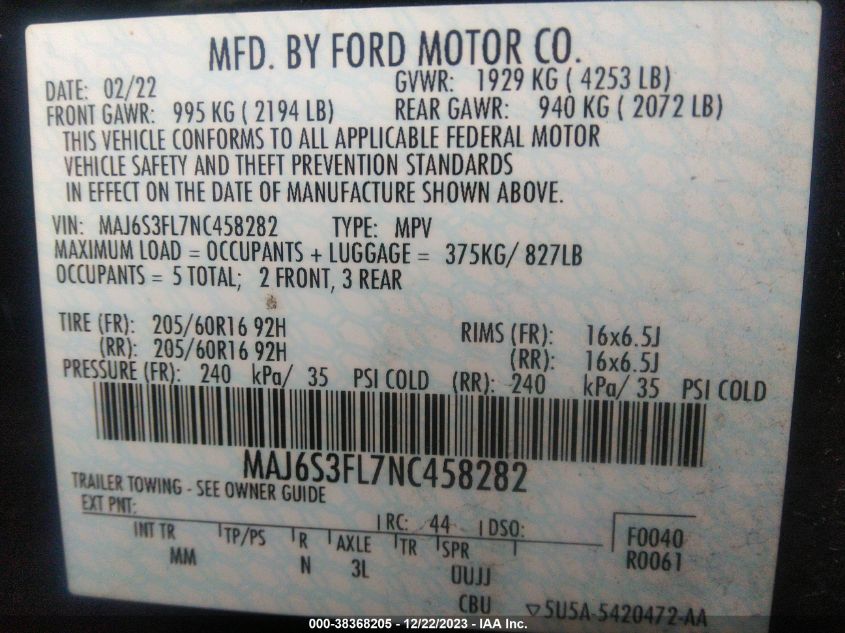 MFD. BY FORD MOTOR CO.
DATE: 02/22 GVWR: 1929 KG ( 4253 LB)
FRONT GAWR: 995 KG ( 2194 LB) REAR GAWR: 940 KG ( 2072 LB)
THIS VEHICLE CONFORMS TO ALL APPLICABLE FEDERAL MOTOR
VEHICLE SAFETY AND THEFT PREVENTION STANDARDS
IN EFFECT ON THE DATE OF MANUFACTURE SHOWN ABOVE.
VIN: MAJ6S3FL7NC458282 TYPE: MPV
MAXIMUM LOAD = OCCUPANTS + LUGGAGE = 375KG/ 827LB
OCCUPANTS = 5 TOTAL; 2 FRONT, 3 REAR
TIRE (FR): 205/60R16 92H RIMS (FR): 16x6.5J
(RR): 205/60R16 92H (RR): 16x6.5J
PRESSURE (FR): 240 kPa/ 35 PSI COLD (RR): 240 kPa/ 35 PSI COLD
MAJ6S3FL7NC458282
TRAILER TOWING - SEE OWNER GUIDE
EXT PNT: RC: 44 DSO: F0040
INT TR TP/PS R AXLE TR SPR R0061
MM N 3L UUJJ
CBU 5U5A-5420472-AA
000-38368205 - 12/22/2023 - IAA Inc.